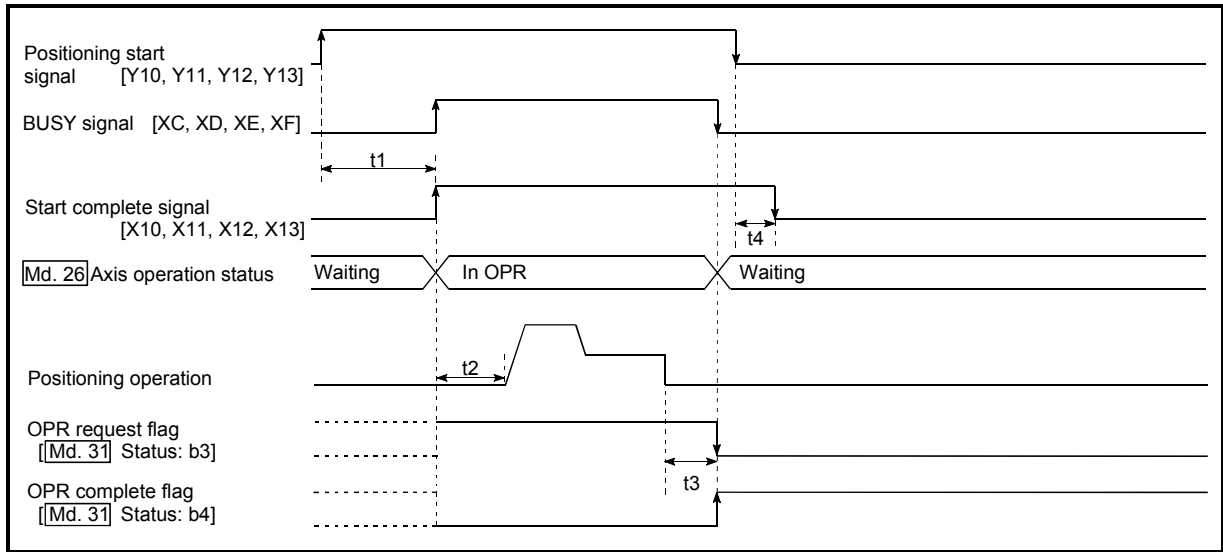 Positioning start
signal [Y10, Y11, Y12, Y13]
BUSY signal [XC, XD, XE, XF]
t1
Start complete signal
[X10, X11, X12, X13]
t4
Md. 26 Axis operation status
Waiting
In OPR
Waiting
t2
Positioning operation
OPR request flag
[Md. 31 Status: b3]
t3
OPR complete flag
[Md. 31 Status: b4]